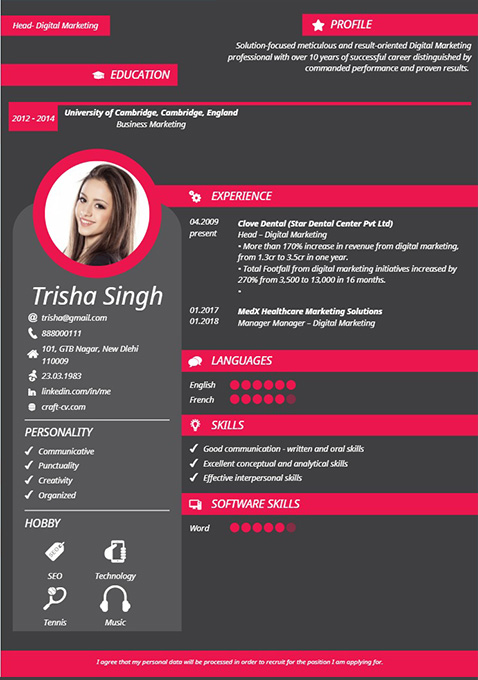 Head- Digital Marketing
PROFILE
Solution-focused meticulous and result-oriented Digital Marketing
professional with over 10 years of successful career distinguished by
commanded performance and proven results.
EDUCATION
2012 - 2014
University of Cambridge, Cambridge, England
Business Marketing
Trisha Singh
@ trisha@gmail.com
888000111
101, GTB Nagar, New Dlehi
110009
23.03.1983
linkedin.com/in/me
craft-cv.com
PERSONALITY
✓ Communicative
✓ Punctuality
✓ Creativity
✓ Organized
HOBBY
SEO
SEO
Technology
Tennis
Music
EXPERIENCE
04.2009
present
Clove Dental (Star Dental Center Pvt Ltd)
Head – Digital Marketing
• More than 170% increase in revenue from digital marketing,
from 1.3cr to 3.5cr in one year.
• Total Footfall from digital marketing initiatives increased by
270% from 3,500 to 13,000 in 16 months.
•
01.2017
01.2018
MedX Healthcare Marketing Solutions
Manager Manager – Digital Marketing
LANGUAGES
English
French
SKILLS
✓ Good communication - written and oral skills
✓ Excellent conceptual and analytical skills
✓ Effective interpersonal skills
SOFTWARE SKILLS
Word
I agree that my personal data will be processed in order to recruit for the position I am applying for.